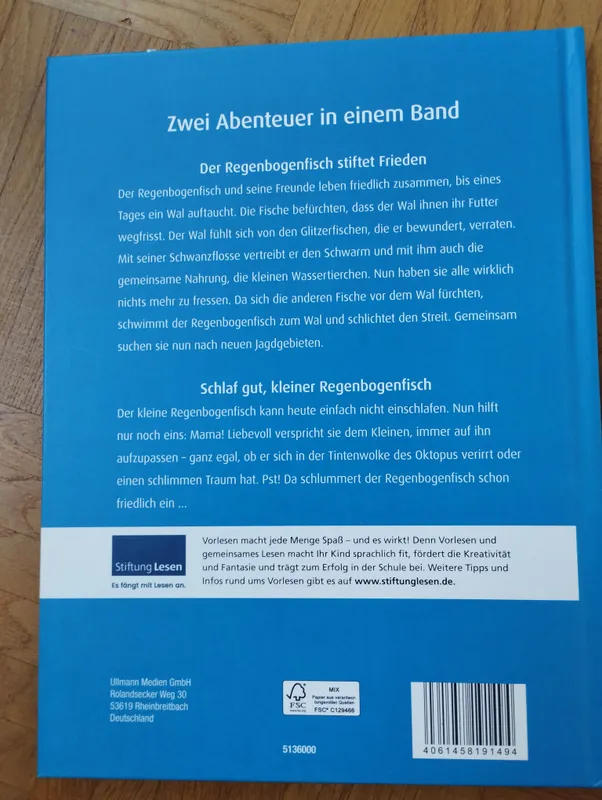 Zwei Abenteuer in einem Band
Der Regenbogenfisch stiftet Frieden
Der Regenbogenfisch und seine Freunde leben friedlich zusammen, bis eines
Tages ein Wal auftaucht. Die Fische befürchten, dass der Wal ihnen ihr Futter
wegfrisst. Der Wal fühlt sich von den Glitzerfischen, die er bewundert, verraten.
Mit seiner Schwanzflosse vertreibt er den Schwarm und mit ihm auch die
gemeinsame Nahrung, die kleinen Wassertierchen. Nun haben sie alle wirklich
nichts mehr zu fressen. Da sich die anderen Fische vor dem Wal fürchten,
schwimmt der Regenbogenfisch zum Wal und schlichtet den Streit. Gemeinsam
suchen sie nun nach neuen Jagdgebieten.
Schlaf gut, kleiner Regenbogenfisch
Der kleine Regenbogenfisch kann heute einfach nicht einschlafen. Nun hilft
nur noch eins: Mama! Liebevoll verspricht sie dem Kleinen, immer auf ihn
aufzupassen – ganz egal, ob er sich in der Tintenwolke des Oktopus verirrt oder
einen schlimmen Traum hat. Pst! Da schlummert der Regenbogenfisch schon
friedlich ein ...
Stiftung Lesen
Es fängt mit Lesen an.
Vorlesen macht jede Menge Spaß – und es wirkt! Denn Vorlesen und
gemeinsames Lesen macht Ihr Kind sprachlich fit, fördert die Kreativität
und Fantasie und trägt zum Erfolg in der Schule bei. Weitere Tipps und
Infos rund ums Vorlesen gibt es auf www.stiftunglesen.de.
Ullmann Medien GmbH
Rolandsecker Weg 30
53619 Rheinbreitbach
Deutschland
FSC
www.fsc.org
MIX
Papier aus verantwor-
tungsvollen Quellen
FSC® C129466
5136000
4061458191494